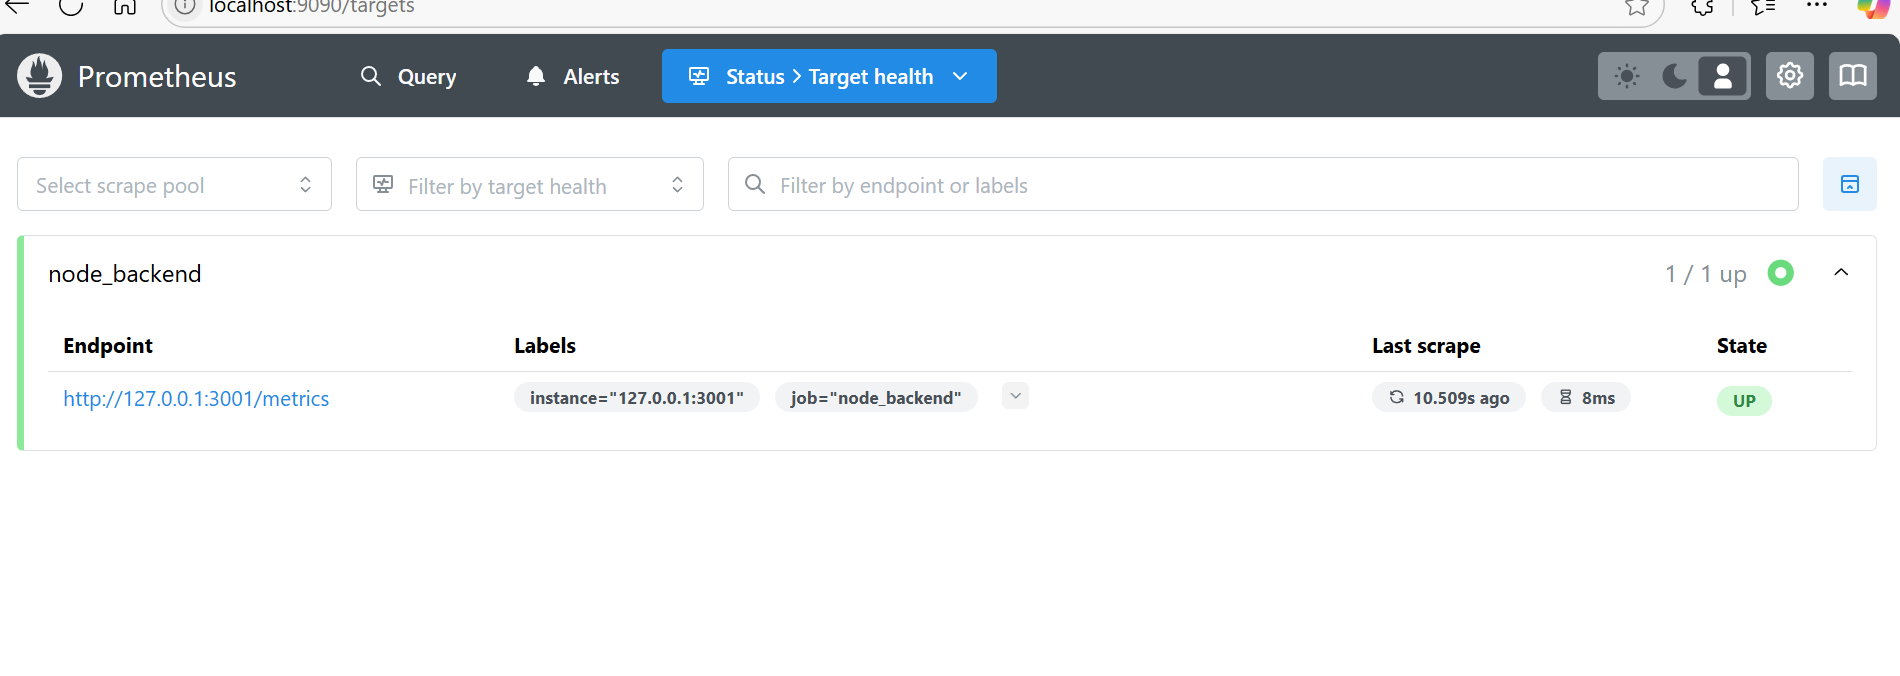 localhost:9090/targets
Prometheus Query Alerts Status > Target health
Select scrape pool Filter by target health Filter by endpoint or labels
node_backend 1 / 1 up
Endpoint Labels Last scrape State
http://127.0.0.1:3001/metrics instance="127.0.0.1:3001" job="node_backend" 10.509s ago 8ms UP